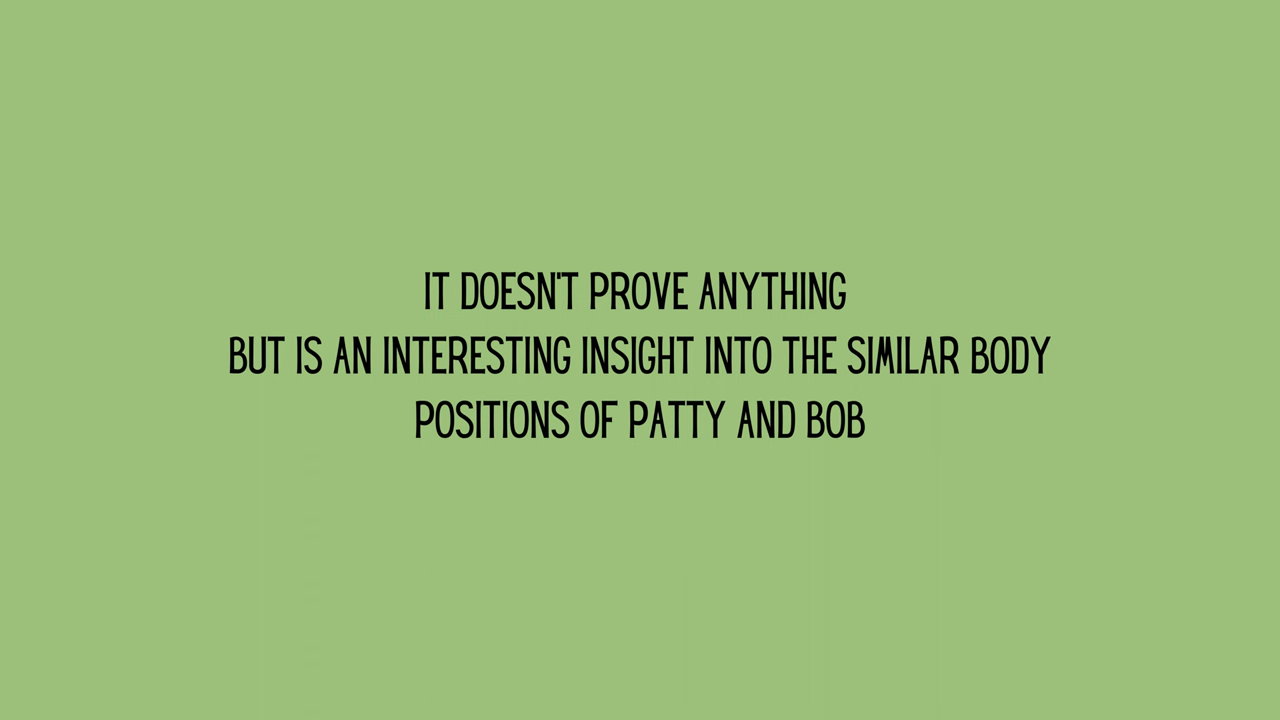 IT DOESN'T PROVE ANYTHING
BUT IS AN INTERESTING INSIGHT INTO THE SIMILAR BODY
POSITIONS OF PATTY AND BOB